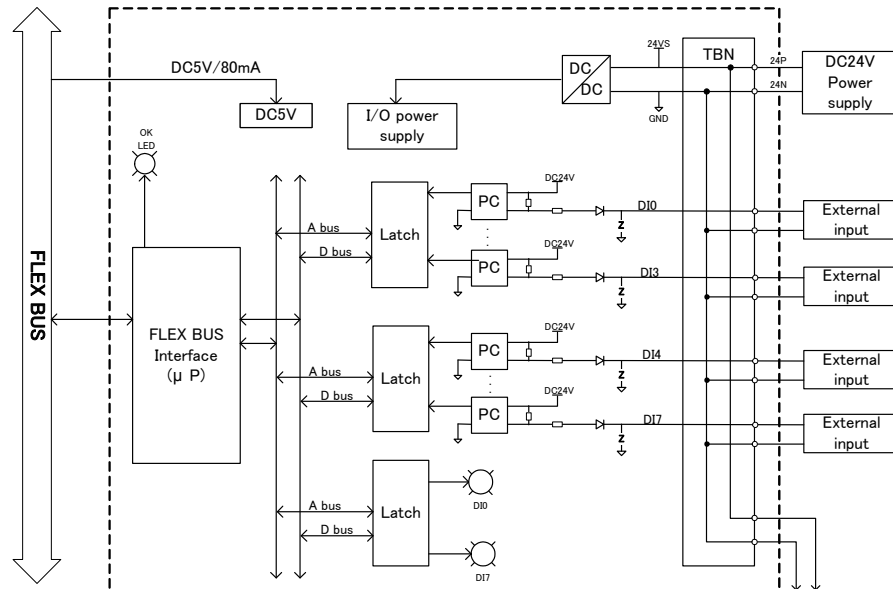 DC5V/80mA
DC5V
I/O power
supply
DC
DC
24VS
GND
TBN
24P
24N
DC24V
Power
supply
OK
LED
FLEX BUS
FLEX BUS
Interface
(μ P)
A bus
D bus
Latch
PC
DC24V
Z
DI0
External
input
PC
DC24V
Z
DI3
External
input
A bus
D bus
Latch
PC
DC24V
Z
DI4
External
input
PC
DC24V
Z
DI7
External
input
A bus
D bus
Latch
DI0
DI7